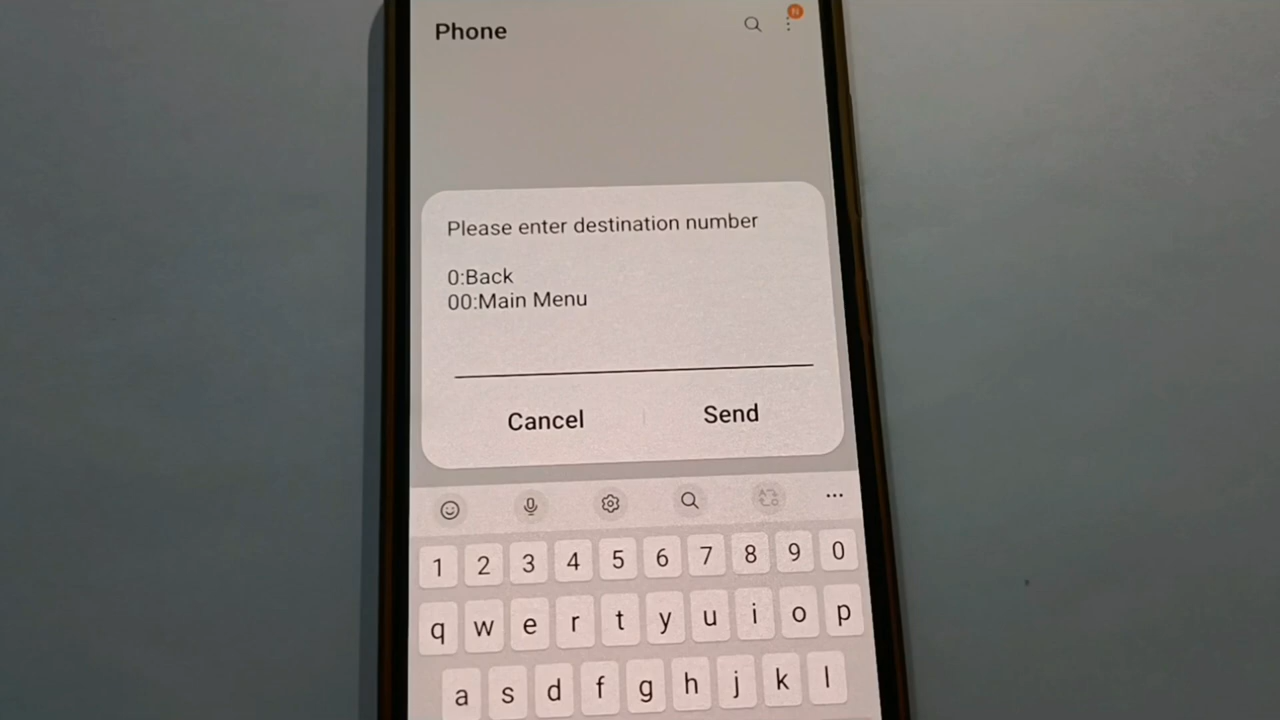 Phone
N
Please enter destination number
0:Back
00:Main Menu
Cancel
Send
1 2 3 4 5 6 7 8 9 0
q w e r t y u i o p
a s d f g h j k l